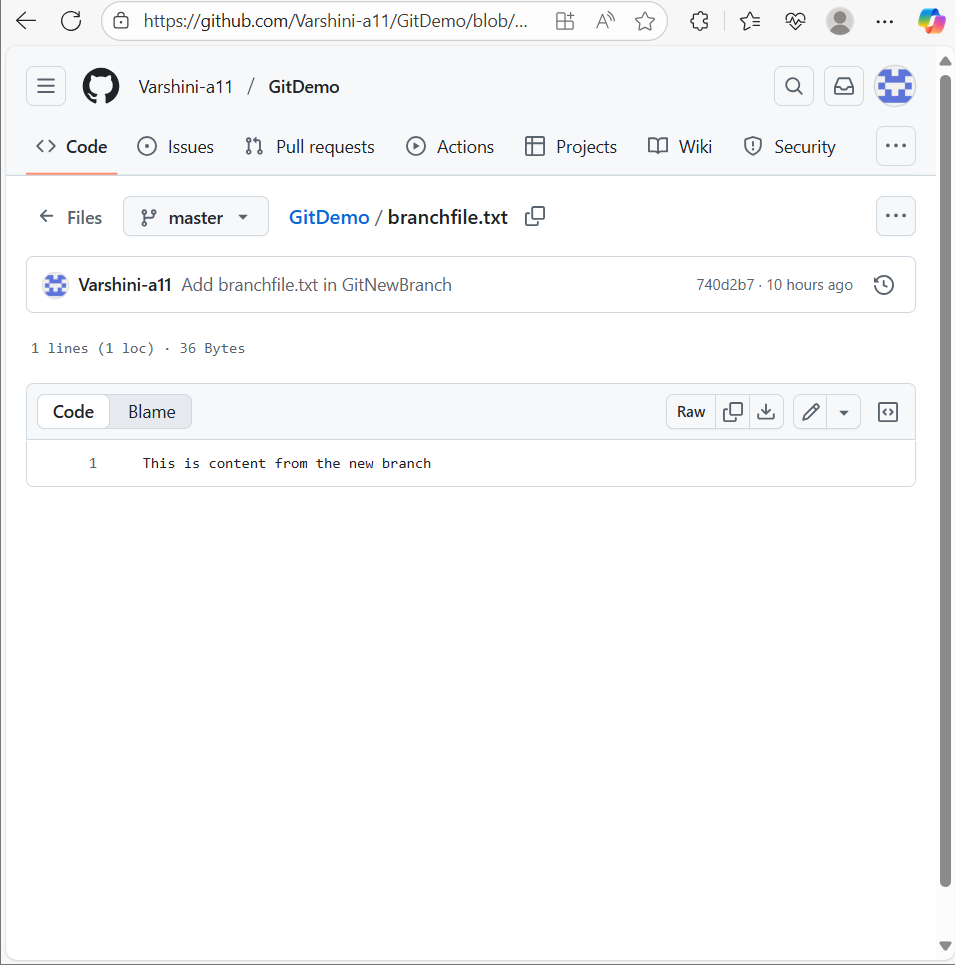 https://github.com/Varshini-a11/GitDemo/blob/...
Varshini-a11 / GitDemo
Code Issues Pull requests Actions Projects Wiki Security
Files master GitDemo / branchfile.txt
Varshini-a11 Add branchfile.txt in GitNewBranch 740d2b7 · 10 hours ago
1 lines (1 loc) · 36 Bytes
Code Blame Raw
1 This is content from the new branch